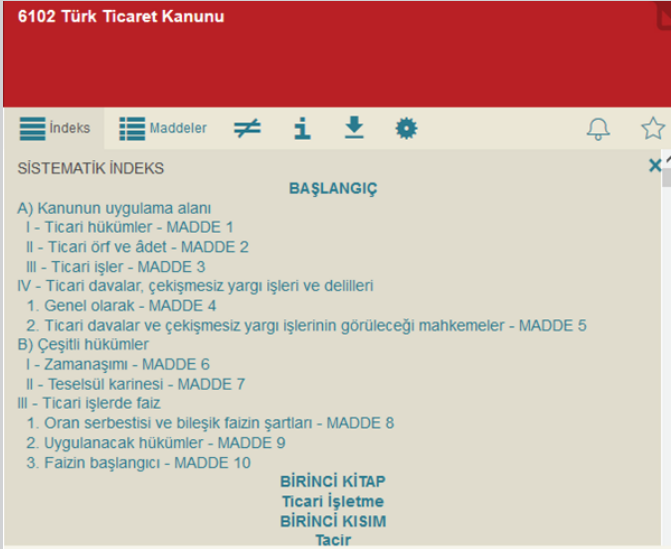 6102 Türk Ticaret Kanunu
İndeks Maddeler
SİSTEMATİK İNDEKS
BAŞLANGIÇ
A) Kanunun uygulama alanı
I - Ticari hükümler - MADDE 1
II - Ticari örf ve âdet - MADDE 2
III - Ticari işler - MADDE 3
IV - Ticari davalar, çekişmesiz yargı işleri ve delilleri
1. Genel olarak - MADDE 4
2. Ticari davalar ve çekişmesiz yargı işlerinin görüleceği mahkemeler - MADDE 5
B) Çeşitli hükümler
I - Zamanaşımı - MADDE 6
II - Teselsül karinesi - MADDE 7
III - Ticari işlerde faiz
1. Oran serbestisi ve bileşik faizin şartları - MADDE 8
2. Uygulanacak hükümler - MADDE 9
3. Faizin başlangıcı - MADDE 10
BİRİNCİ KİTAP
Ticari İşletme
BİRİNCİ KISIM
Tacir